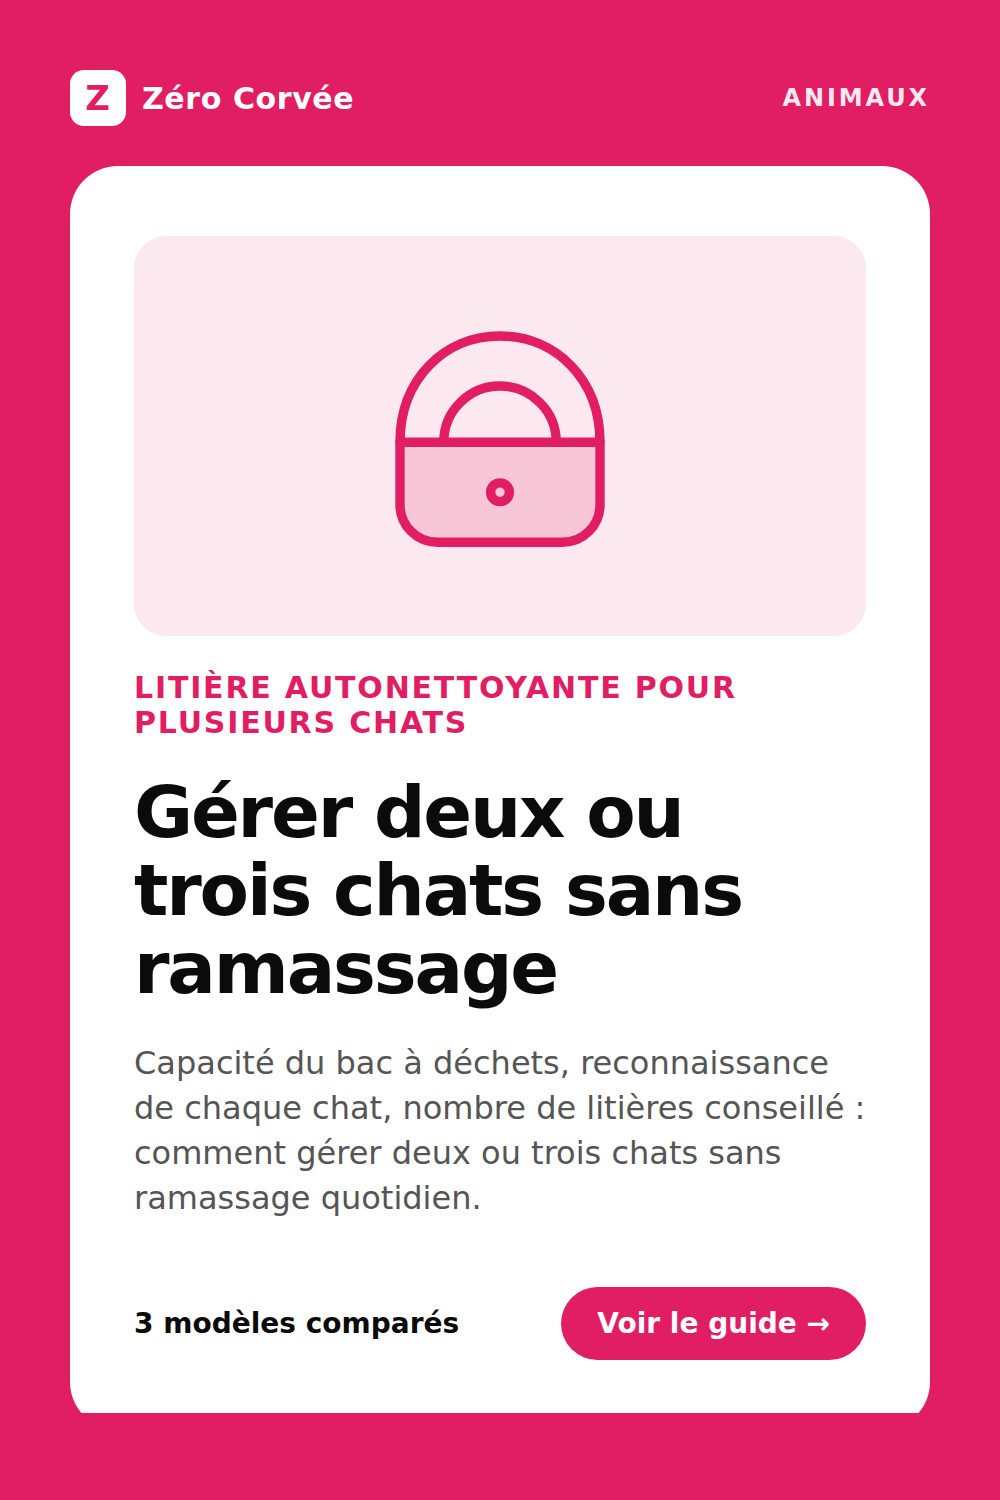 Z Zéro Corvée
ANIMAUX
LITIÈRE AUTONETTOYANTE POUR
PLUSIEURS CHATS
Gérer deux ou
trois chats sans
ramassage
Capacité du bac à déchets, reconnaissance
de chaque chat, nombre de litières conseillé :
comment gérer deux ou trois chats sans
ramassage quotidien.
3 modèles comparés
Voir le guide →